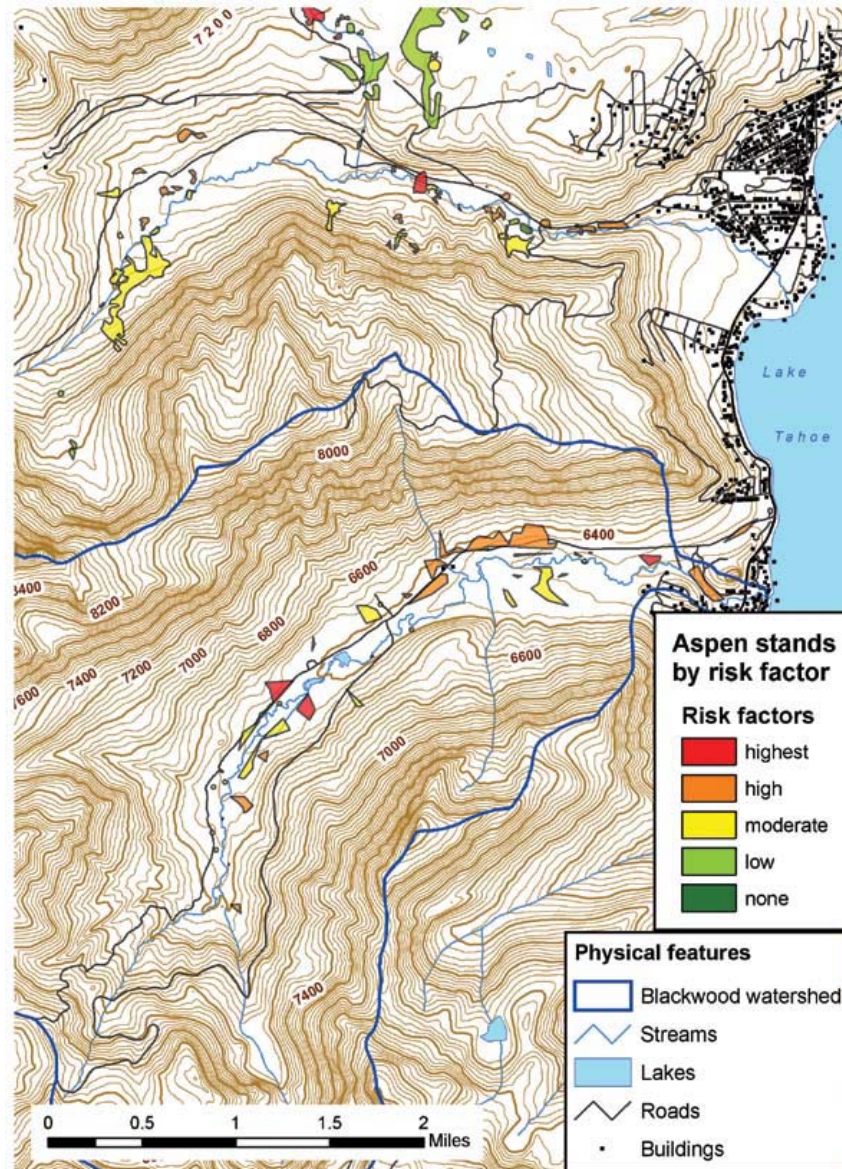 7200
Lake
Tahoe
8000
6400
6600
8400
8200
6800
7000
7200
7400
7600
6600
7000
7400
Aspen stands
by risk factor
Risk factors
highest
high
moderate
low
none
Physical features
Blackwood watershed
Streams
Lakes
Roads
Buildings
0 0.5 1 1.5 2
Miles